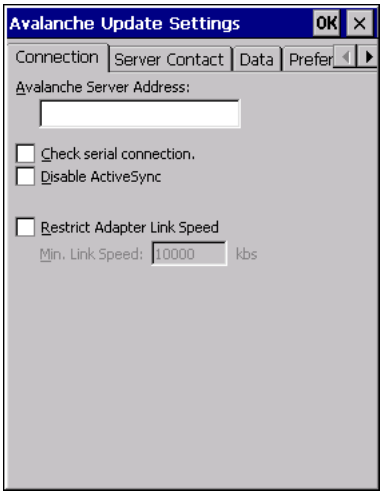 Avalanche Update Settings OK ×
Connection Server Contact Data Prefer
Avalanche Server Address:
Check serial connection.
Disable ActiveSync
Restrict Adapter Link Speed
Min. Link Speed: 10000 kbs